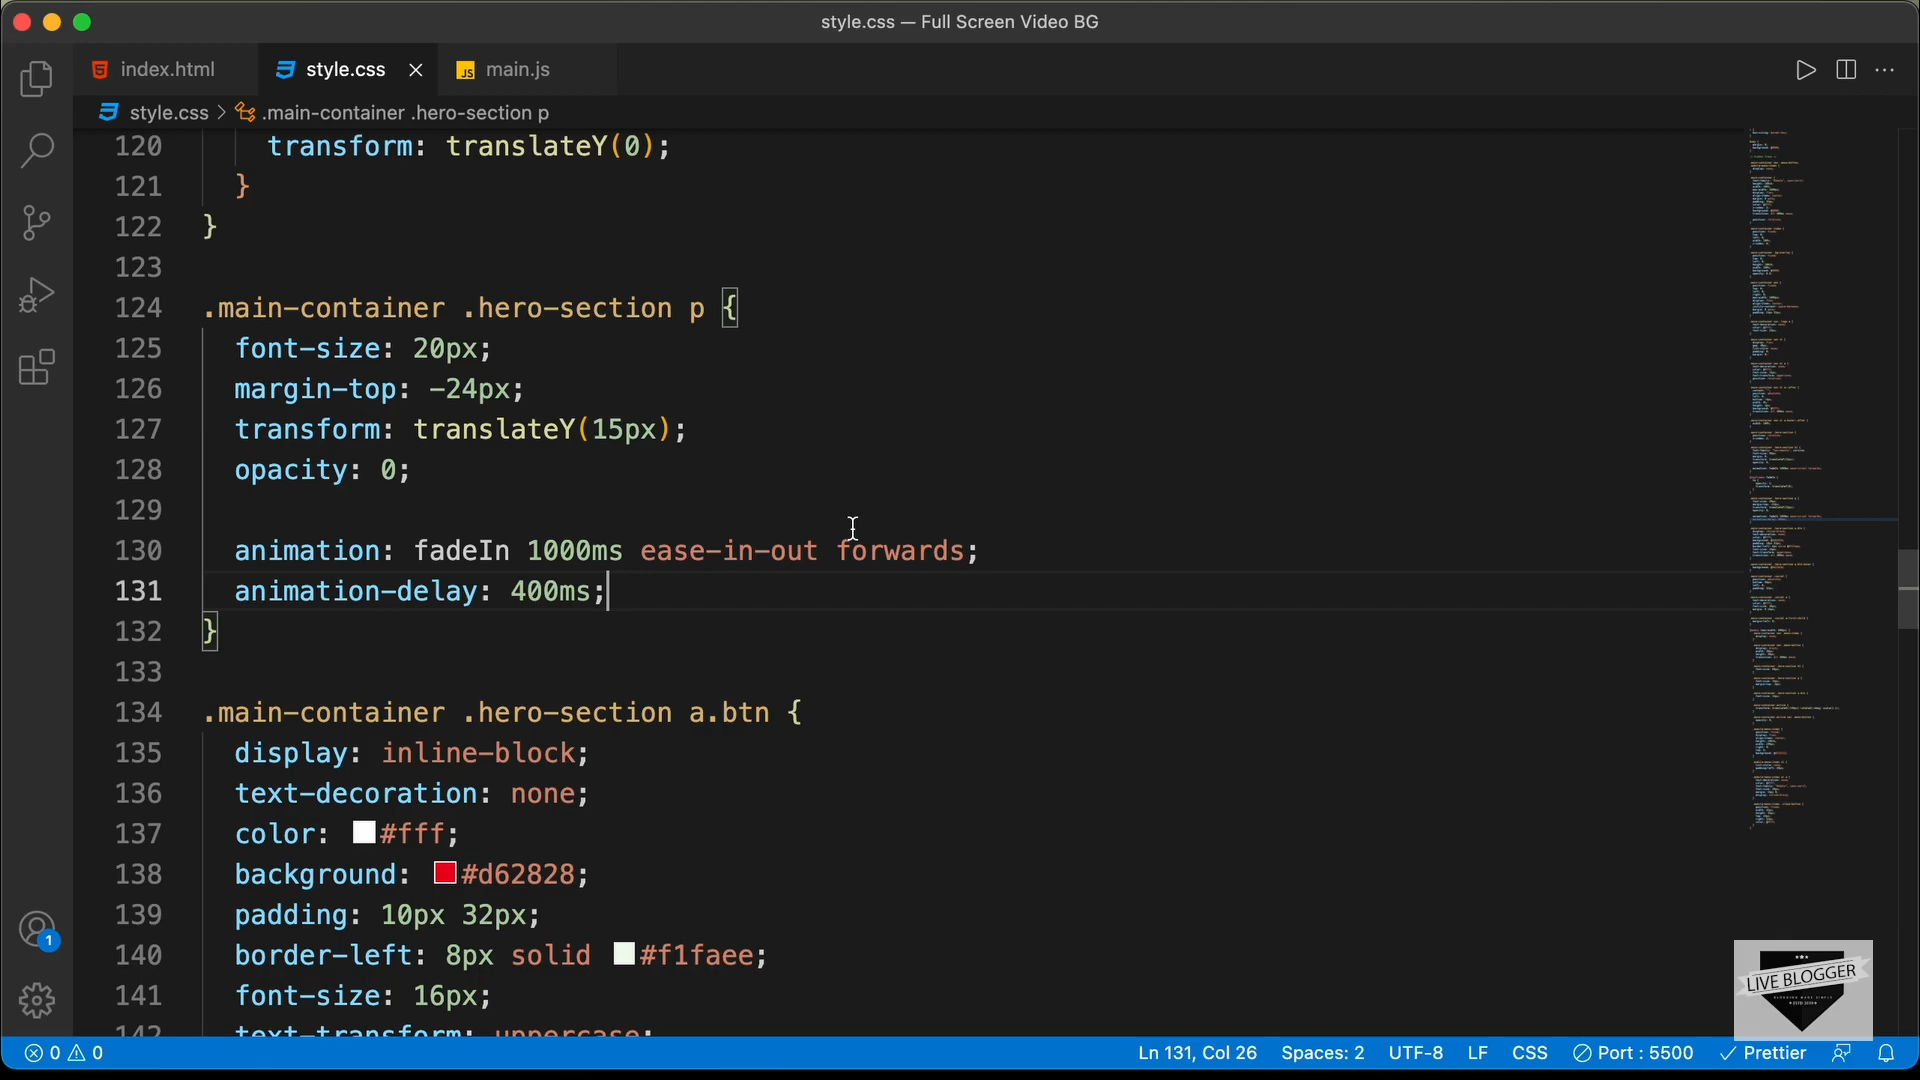 style.css — Full Screen Video BG
index.html
style.css
JS main.js
style.css > .main-container .hero-section p
120 transform: translateY(0);
121 }
122 }
123
124 .main-container .hero-section p {
125 font-size: 20px;
126 margin-top: -24px;
127 transform: translateY(15px);
128 opacity: 0;
129
130 animation: fadeIn 1000ms ease-in-out forwards;
131 animation-delay: 400ms;
132 }
133
134 .main-container .hero-section a.btn {
135 display: inline-block;
136 text-decoration: none;
137 color: #fff;
138 background: #d62828;
139 padding: 10px 32px;
140 border-left: 8px solid #f1faee;
141 font-size: 16px;
142 text-transform: uppercase;
1
LIVE BLOGGER
0 0 Ln 131, Col 26 Spaces: 2 UTF-8 LF CSS Port : 5500 Prettier